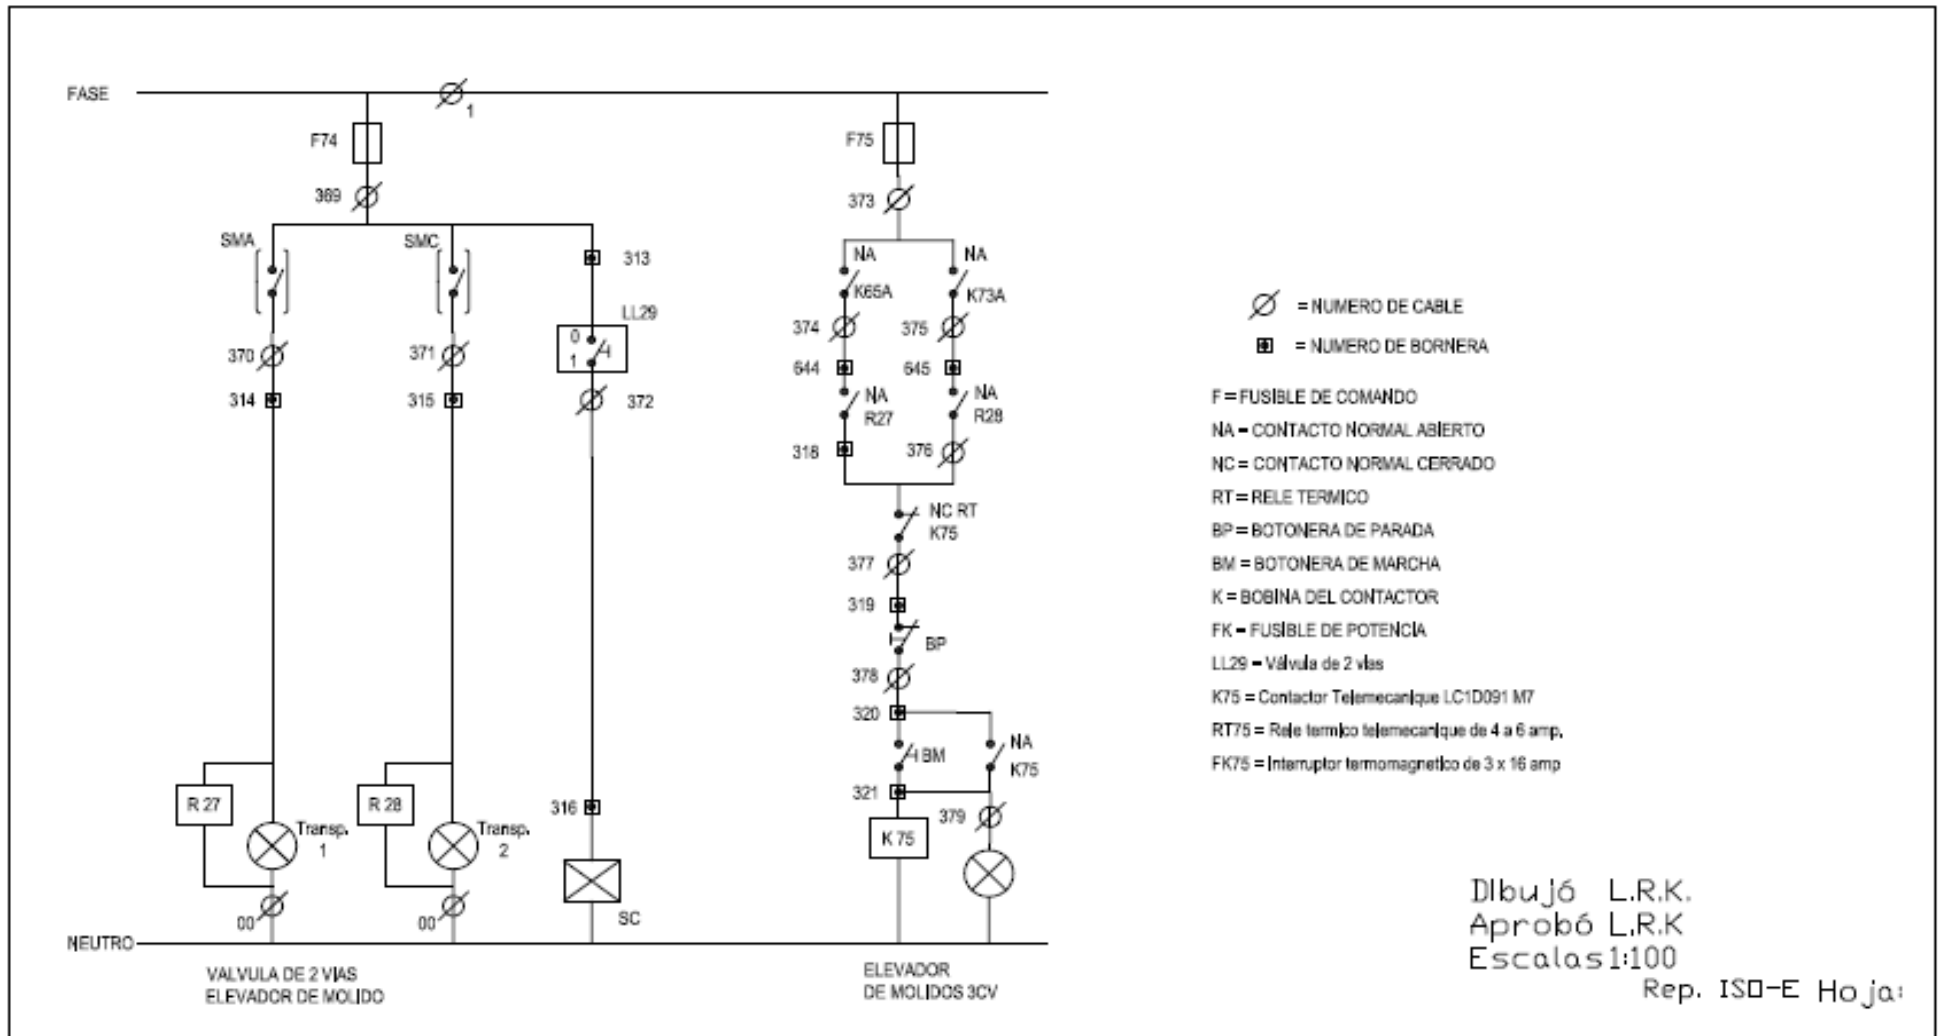 FASE
1
F74
369
SMA
SMC
313
LL29
0
1
370
371
372
314
315
R 27
R 28
Transp.
1
Transp.
2
316
SC
00
00
NEUTRO
VALVULA DE 2 VIAS
ELEVADOR DE MOLIDO
F75
373
NA
NA
K65A
K73A
374
375
644
645
NA
R27
NA
R28
318
376
NC RT
K75
377
319
BP
378
320
BM
NA
K75
321
379
K 75
ELEVADOR
DE MOLIDOS 3CV
= NUMERO DE CABLE
= NUMERO DE BORNERA
F = FUSIBLE DE COMANDO
NA = CONTACTO NORMAL ABIERTO
NC = CONTACTO NORMAL CERRADO
RT = RELE TERMICO
BP = BOTONERA DE PARADA
BM = BOTONERA DE MARCHA
K = BOBINA DEL CONTACTOR
FK = FUSIBLE DE POTENCIA
LL29 = Válvula de 2 vias
K75 = Contactor Telemecanique LC1D091 M7
RT75 = Rele termico telemecanique de 4 a 6 amp.
FK75 = Interruptor termomagnetico de 3 x 16 amp
Dibujó L.R.K.
Aprobó L.R.K
Escalas 1:100
Rep. ISO-E Hoja: